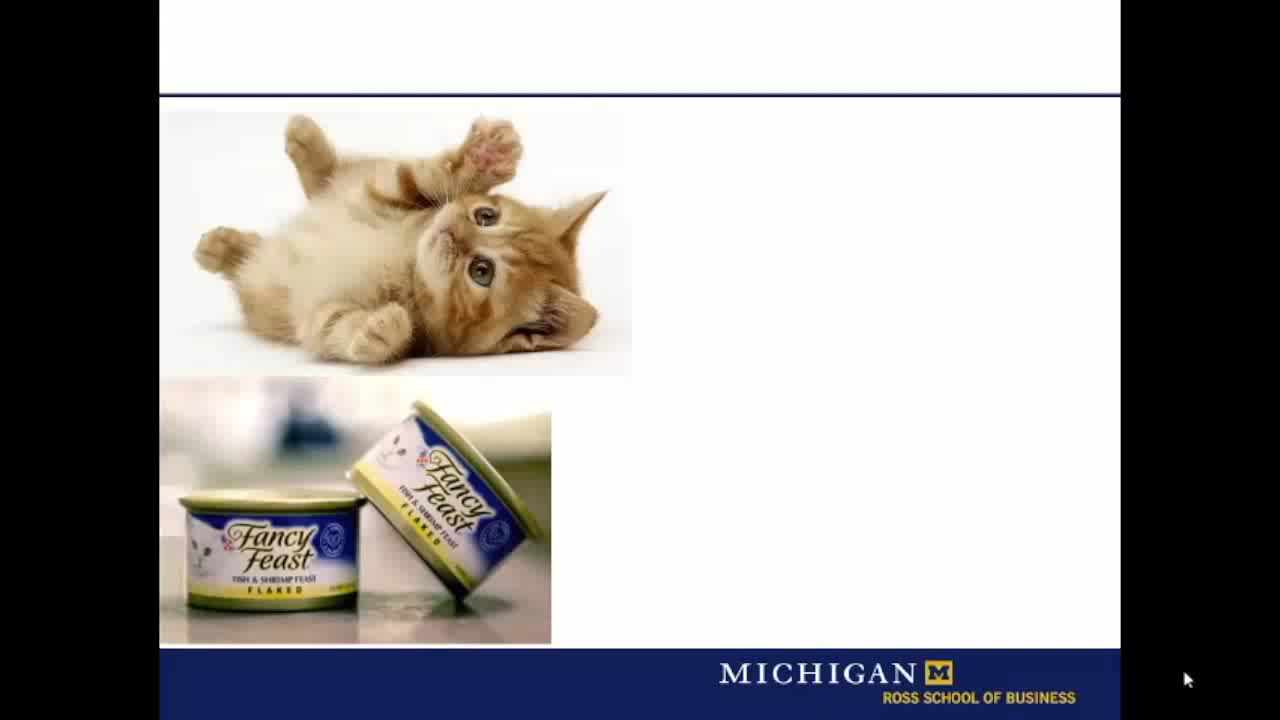 Fancy
Feast
FISH & SHRIMP FEAST
FLAKED
Fancy
Feast
FISH & SHRIMP FEAST
FLAKED
MICHIGAN M
ROSS SCHOOL OF BUSINESS